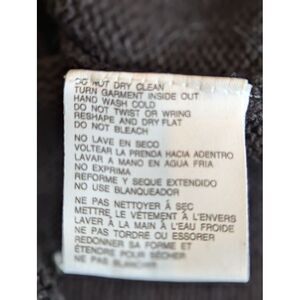 DO NOT DRY CLEAN
TURN GARMENT INSIDE OUT
HAND WASH COLD
DO NOT TWIST OR WRING
RESHAPE AND DRY FLAT
DO NOT BLEACH
NO LAVE EN SECO
VOLTEAR LA PRENDA HACIA ADENTRO
LAVAR A MANO EN AGUA FRIA
NO EXPRIMA
REFORME Y SEQUE EXTENDIDO
NO USE BLANQUEADOR
NE PAS NETTOYER À SEC
METTRE LE VÊTEMENT À L'ENVERS
LAVER À LA MAIN À L'EAU FROIDE
NE PAS TORDRE OU ESSORER
REDONNER SA FORME ET
ÉTENDRE POUR SÉCHER
NE PAS BLANCHIR